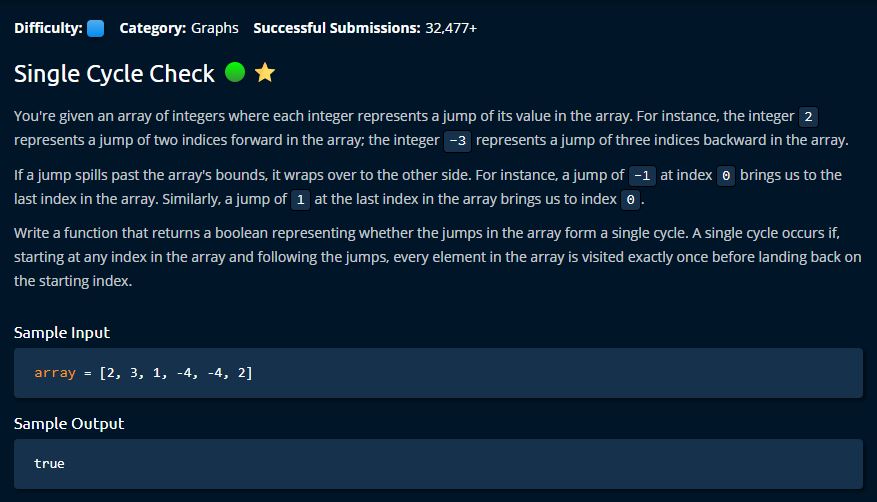 Difficulty: Category: Graphs Successful Submissions: 32,477+
Single Cycle Check
You're given an array of integers where each integer represents a jump of its value in the array. For instance, the integer 2
represents a jump of two indices forward in the array; the integer -3 represents a jump of three indices backward in the array.
If a jump spills past the array's bounds, it wraps over to the other side. For instance, a jump of -1 at index 0 brings us to the
last index in the array. Similarly, a jump of 1 at the last index in the array brings us to index 0.
Write a function that returns a boolean representing whether the jumps in the array form a single cycle. A single cycle occurs if,
starting at any index in the array and following the jumps, every element in the array is visited exactly once before landing back on
the starting index.
Sample Input
array = [2, 3, 1, -4, -4, 2]
Sample Output
true